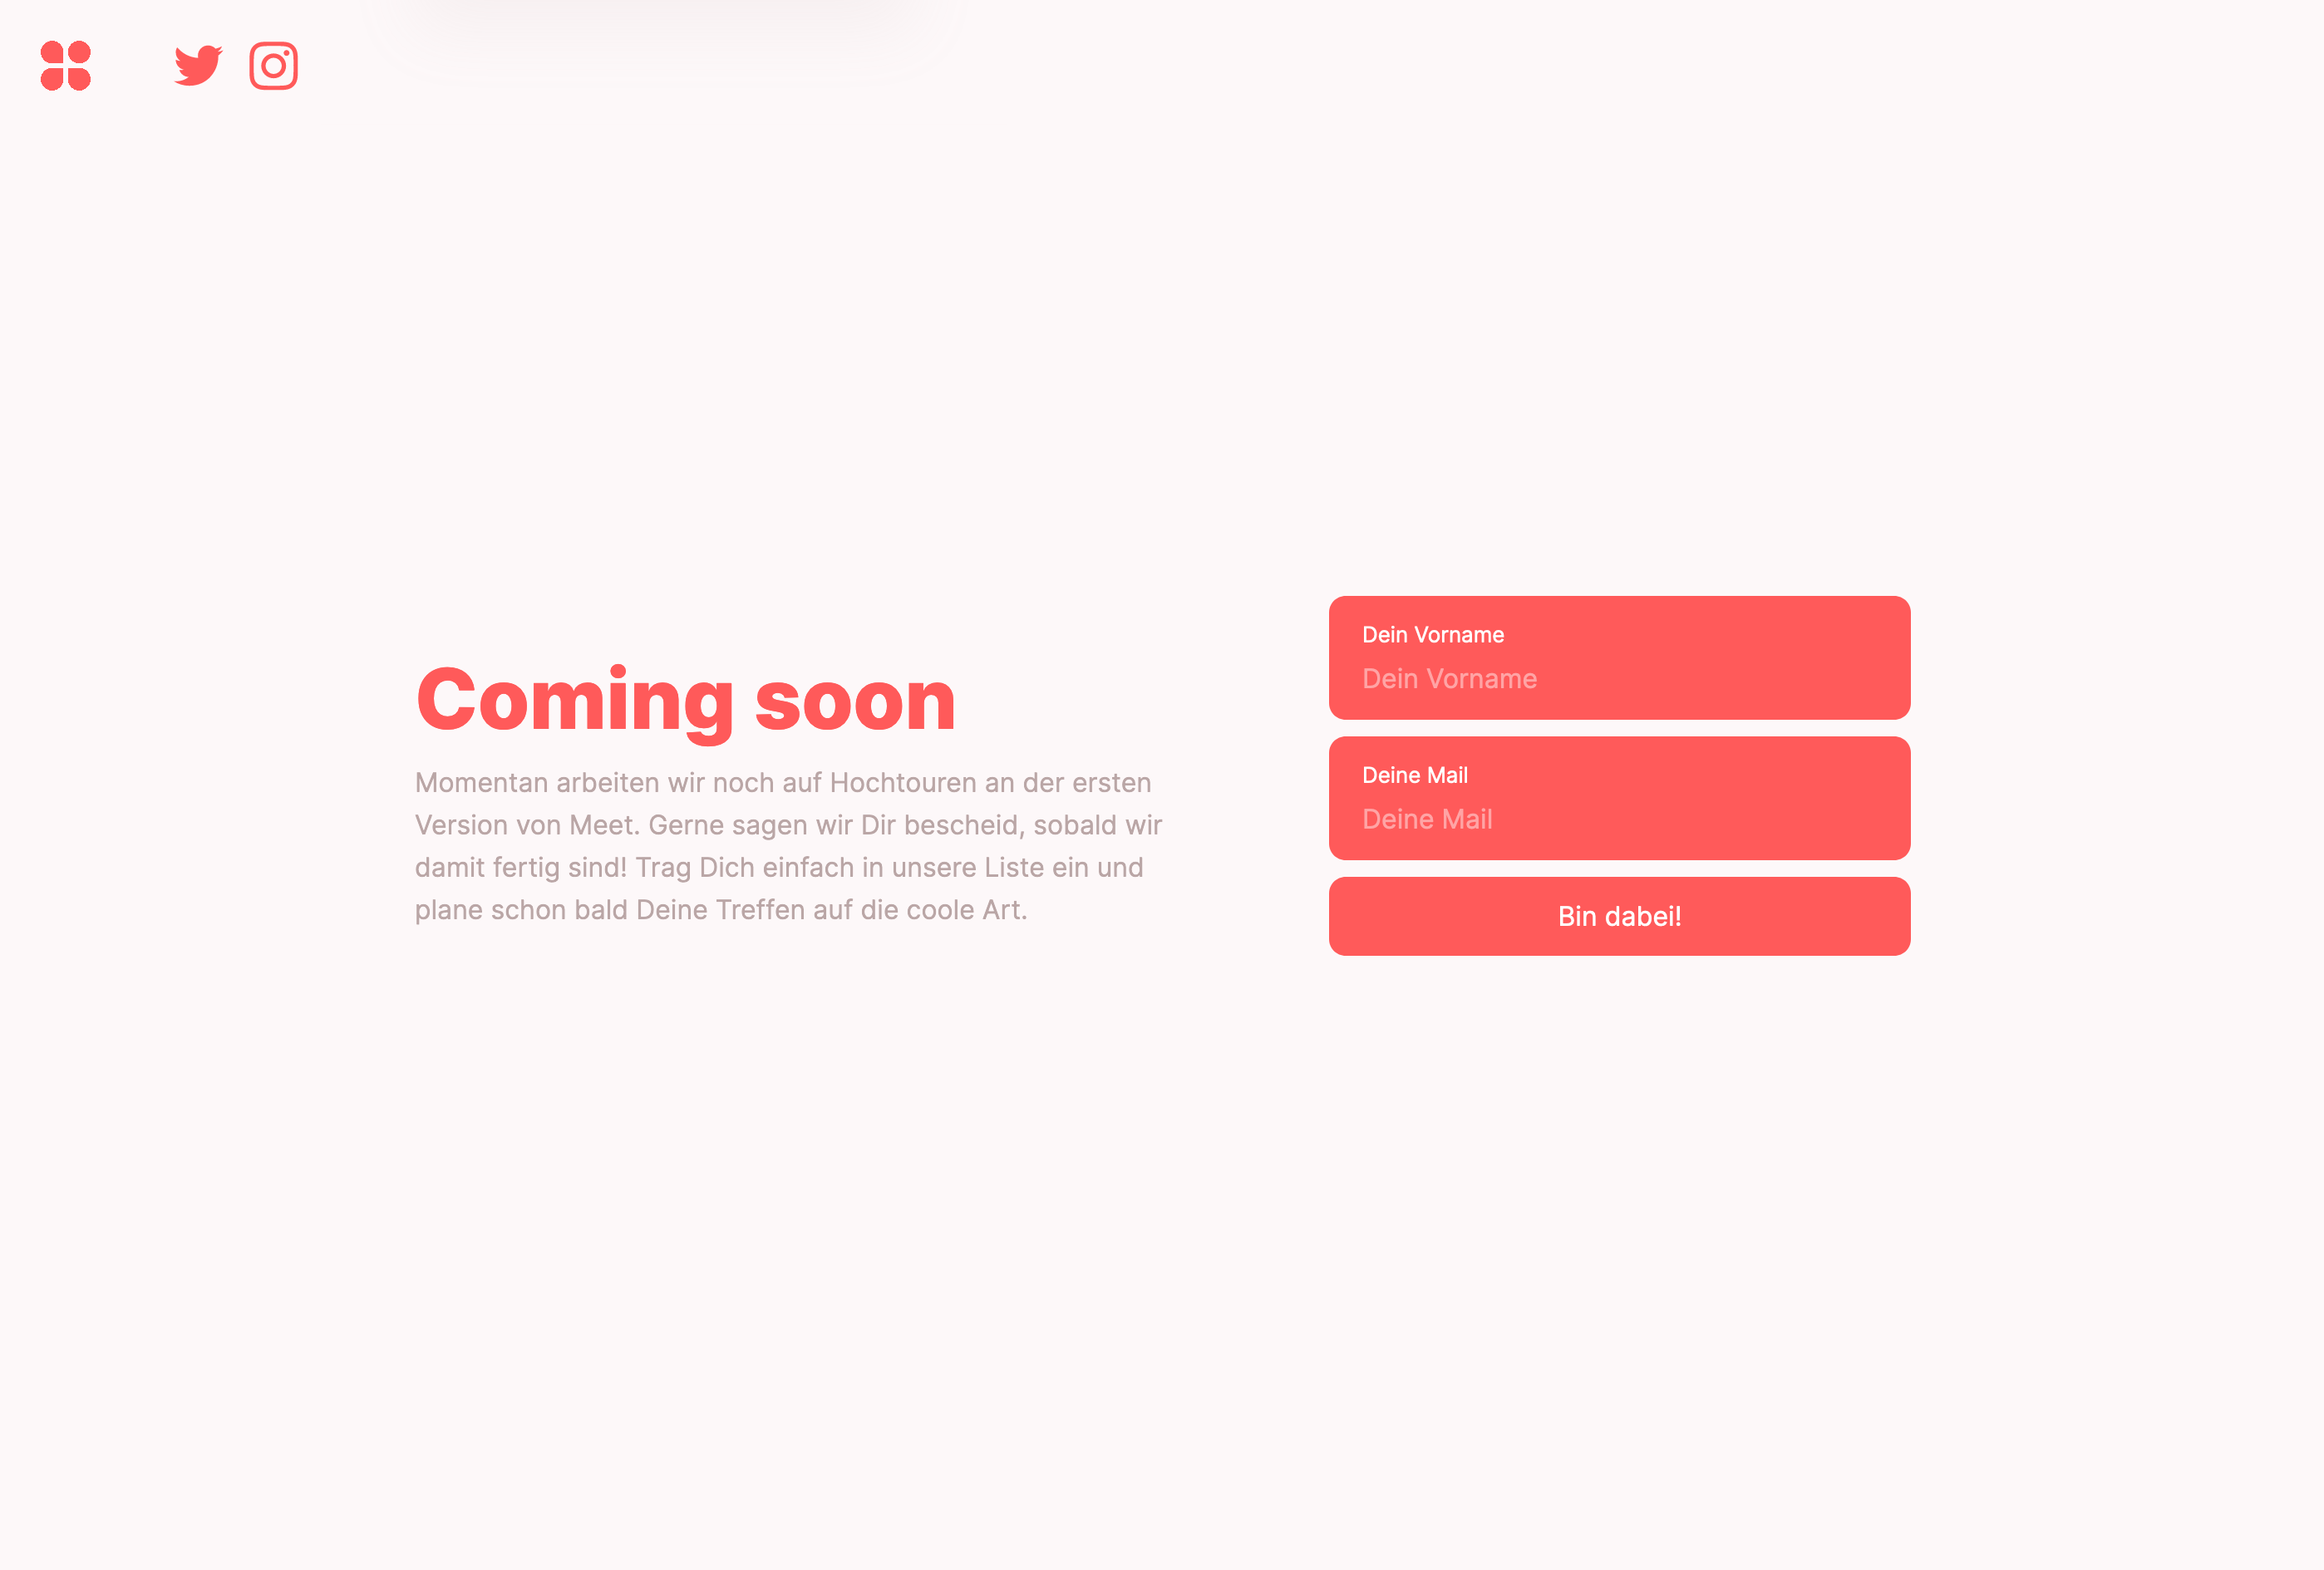 Coming soon
Momentan arbeiten wir noch auf Hochtouren an der ersten
Version von Meet. Gerne sagen wir Dir bescheid, sobald wir
damit fertig sind! Trag Dich einfach in unsere Liste ein und
plane schon bald Deine Treffen auf die coole Art.
Dein Vorname
Dein Vorname
Deine Mail
Deine Mail
Bin dabei!